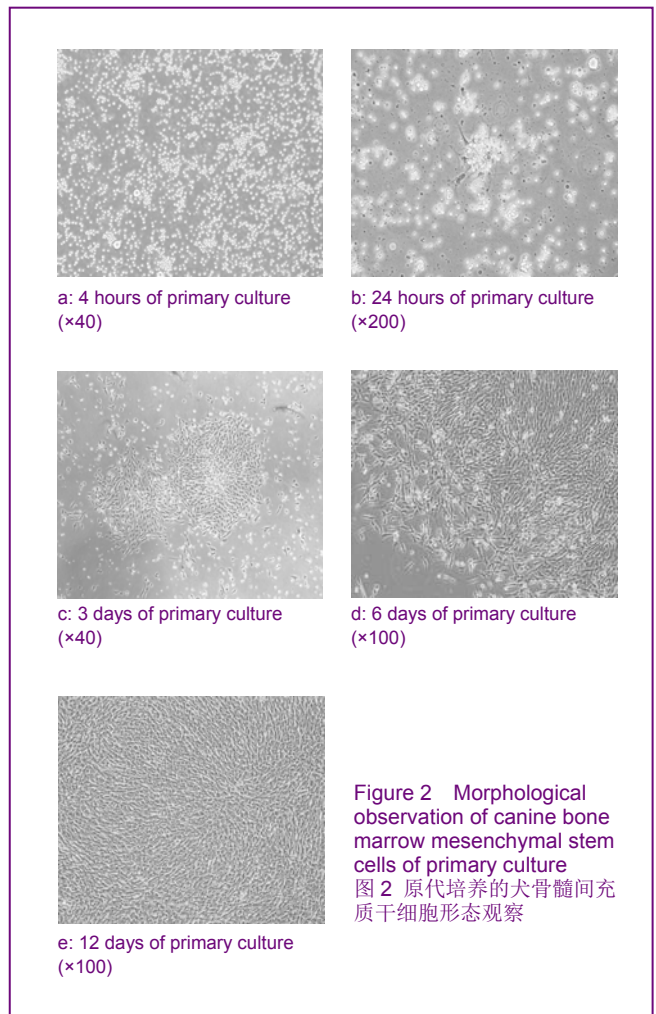 a: 4 hours of primary culture
(×40)
b: 24 hours of primary culture
(×200)
c: 3 days of primary culture
(×40)
d: 6 days of primary culture
(×100)
e: 12 days of primary culture
(×100)
Figure 2 Morphological
observation of canine bone
marrow mesenchymal stem
cells of primary culture
图 2 原代培养的犬骨髓间充
质干细胞形态观察